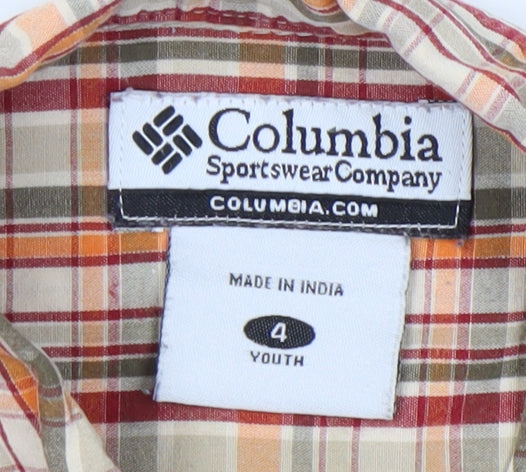 Columbia
Sportswear Company
COLUMBIA.COM
MADE IN INDIA
4
YOUTH